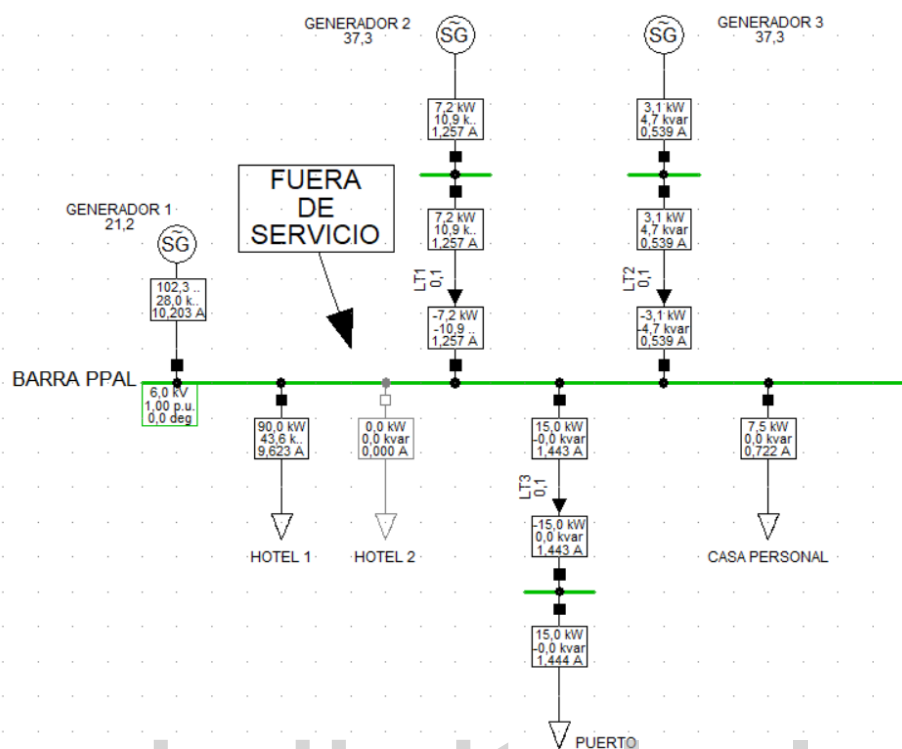 GENERADOR 2
37,3
SG
GENERADOR 3
37,3
SG
7,2 kW
10,9 k..
1,257 A
3,1 kW
4,7 kvar
0,539 A
FUERA
DE
SERVICIO
GENERADOR 1
21,2
SG
7,2 kW
10,9 k..
1,257 A
3,1 kW
4,7 kvar
0,539 A
LT1
0,1
LT2
0,1
102,3 ..
28,0 k..
10,203 A
-7,2 kW
-10,9 ..
1,257 A
-3,1 kW
-4,7 kvar
0,539 A
BARRA PPAL
6,0 kV
1,00 p.u.
0,0 deg
90,0 kW
43,6 k..
9,623 A
0,0 kW
0,0 kvar
0,000 A
15,0 kW
-0,0 kvar
1,443 A
7,5 kW
0,0 kvar
0,722 A
LT3
0,1
-15,0 kW
0,0 kvar
1,443 A
HOTEL 1
HOTEL 2
CASA PERSONAL
15,0 kW
-0,0 kvar
1,444 A
PUERTO